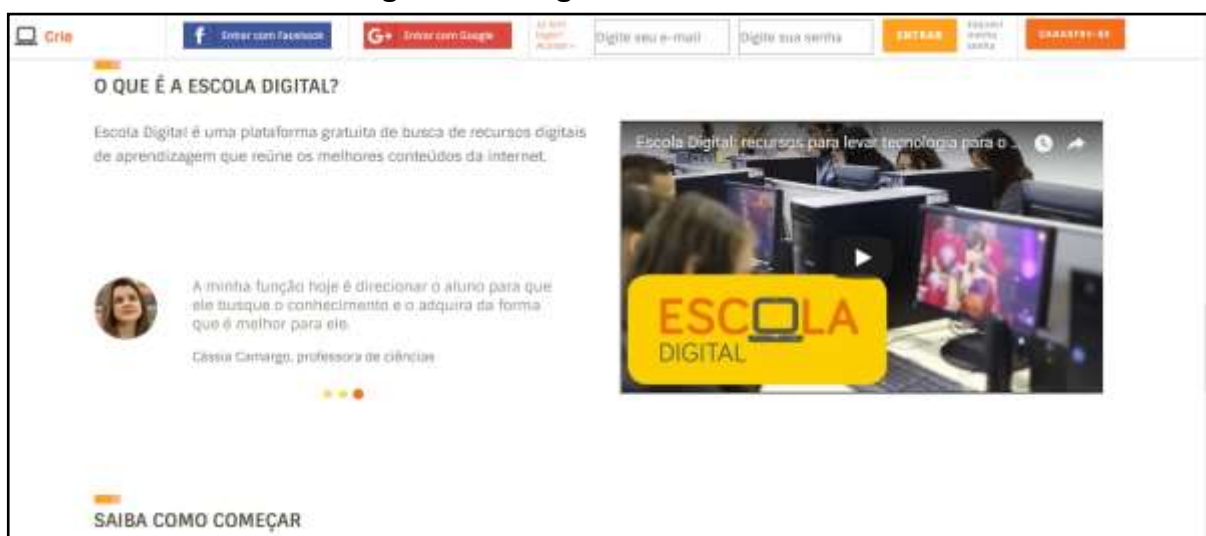 Crie
Entrar com Facebook
G+ Entrar com Google
Digite seu e-mail
Digite sua senha
ENTRAR
minha
senha
CADASTRE-SE
O QUE É A ESCOLA DIGITAL?
Escola Digital é uma plataforma gratuita de busca de recursos digitais
de aprendizagem que reúne os melhores conteúdos da internet.
Escola Digital: recursos para levar tecnologia para o ...
ESCOLA
DIGITAL
A minha função hoje é direcionar o aluno para que
ele busque o conhecimento e o adquira da forma
que é melhor para ele.
Cássia Camargo, professora de ciências
SAIBA COMO COMEÇAR